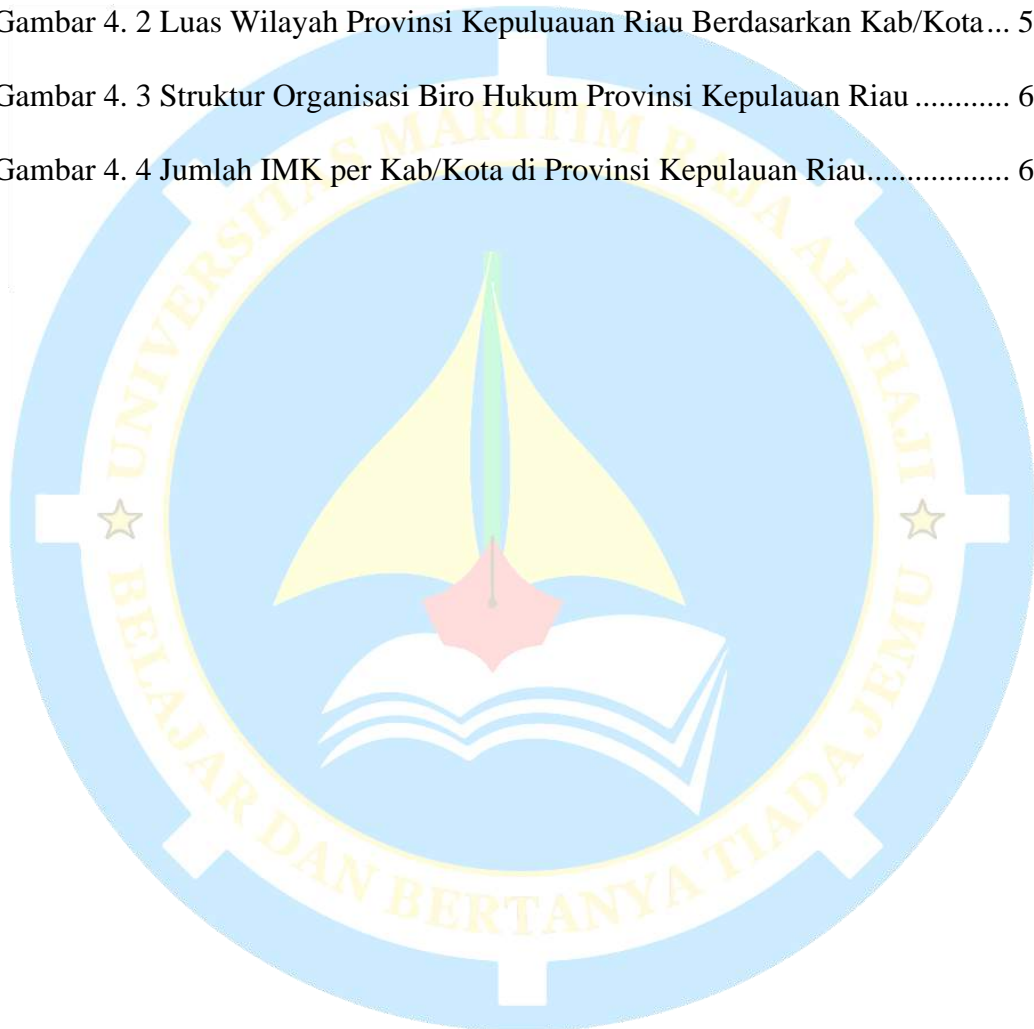 Gambar 4. 2 Luas Wilayah Provinsi Kepuluauan Riau Berdasarkan Kab/Kota... 5
Gambar 4. 3 Struktur Organisasi Biro Hukum Provinsi Kepulauan Riau ........... 6
Gambar 4. 4 Jumlah IMK per Kab/Kota di Provinsi Kepulauan Riau................. 6
UNIVERSITAS MARITIM RAJA ALI HAJI
BELAJAR DAN BERTANYA TIADA JEMU